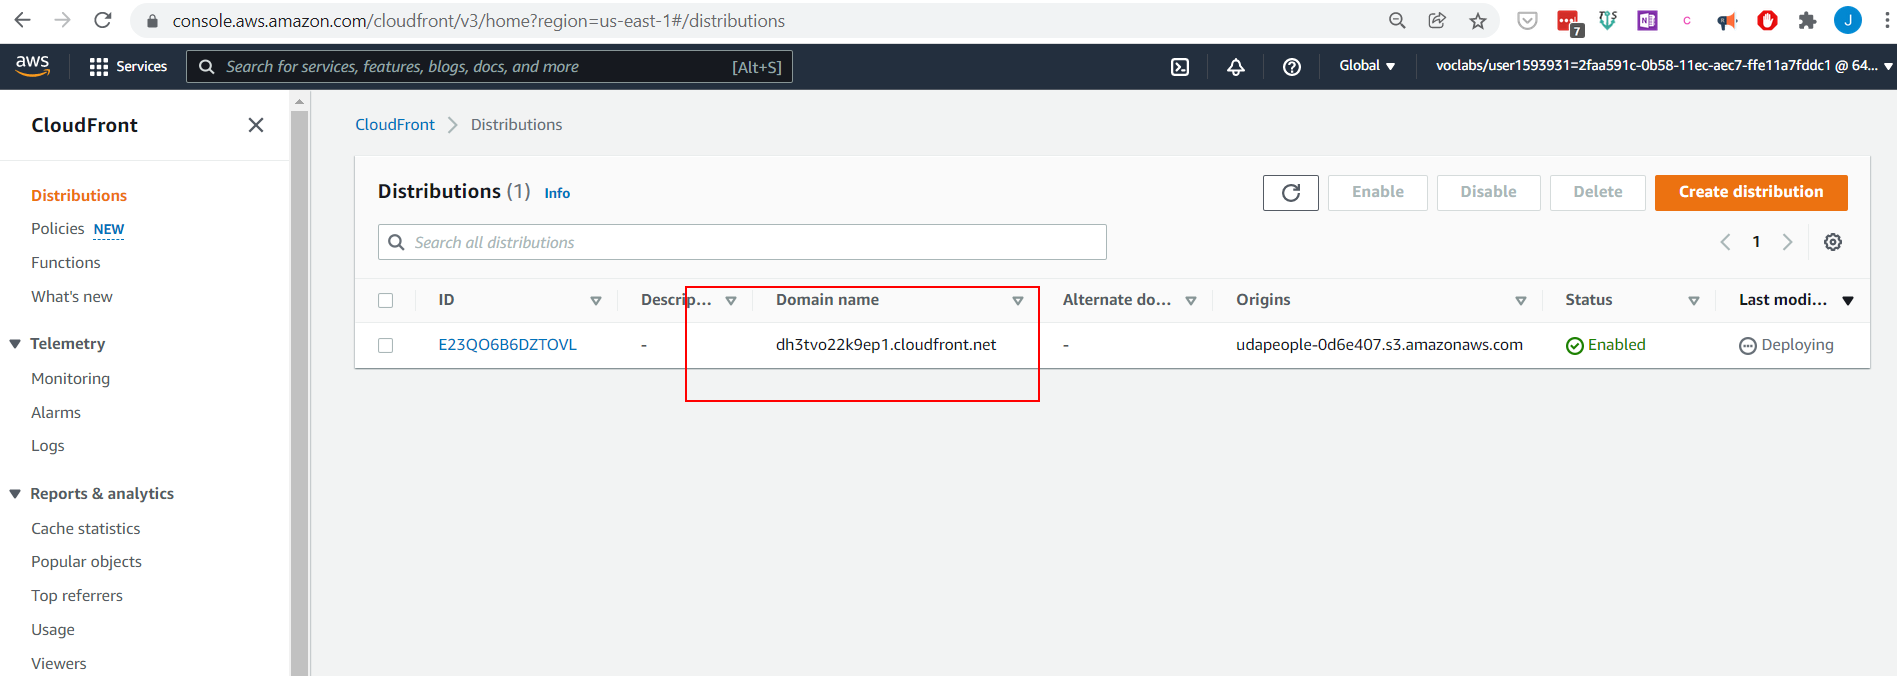 console.aws.amazon.com/cloudfront/v3/home?region=us-east-1#/distributions
7
J
aws
Services
Search for services, features, blogs, docs, and more
[Alt+S]
Global
voclabs/user1593931=2faa591c-0b58-11ec-aec7-ffe11a7fddc1 @ 64...
CloudFront
Distributions
Policies NEW
Functions
What's new
Telemetry
Monitoring
Alarms
Logs
Reports & analytics
Cache statistics
Popular objects
Top referrers
Usage
Viewers
CloudFront Distributions
Distributions (1) Info
Enable
Disable
Delete
Create distribution
Search all distributions
1
ID Descrip... Domain name Alternate do... Origins Status Last modi...
E23QO6B6DZTOVL - dh3tvo22k9ep1.cloudfront.net - udapeople-0d6e407.s3.amazonaws.com Enabled Deploying